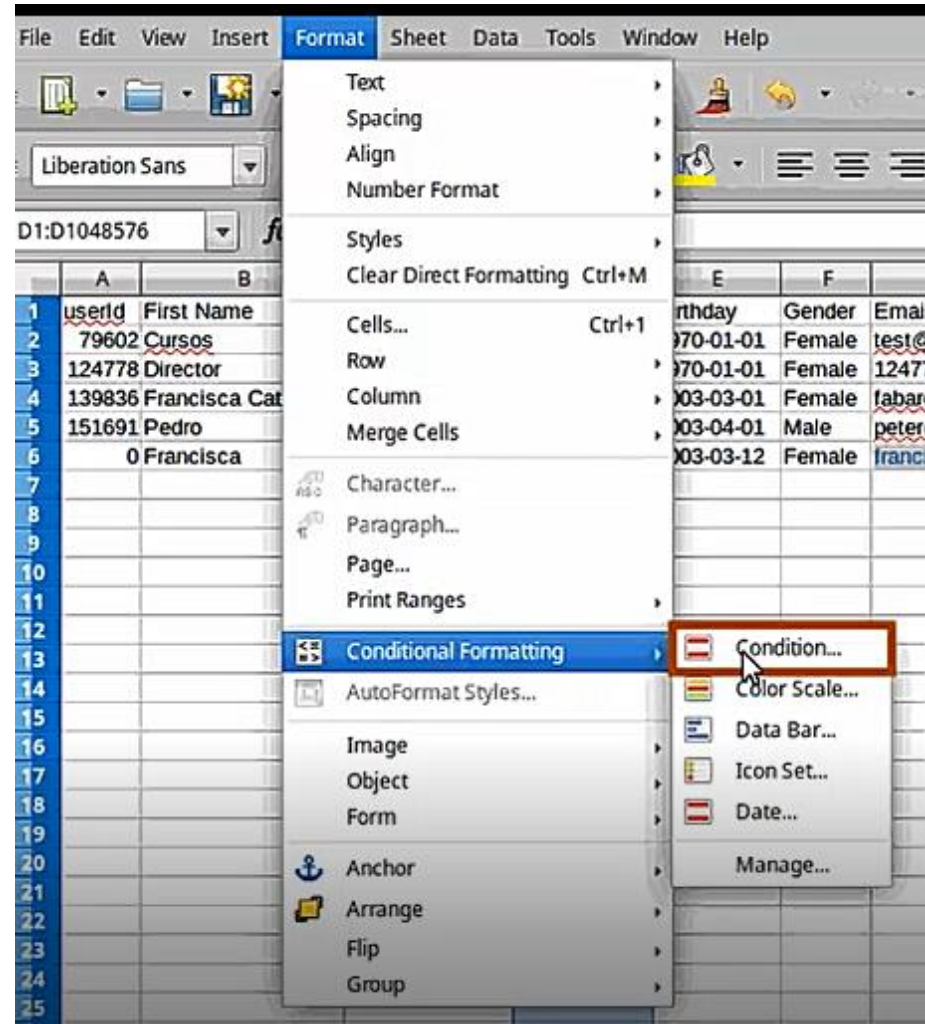 File Edit View Insert Format Sheet Data Tools Window Help
Liberation Sans
D1:D1048576
A B E F
1 userId First Name rthday Gender Emai
2 79602 Cursos 970-01-01 Female test@
3 124778 Director 970-01-01 Female 1247
4 139836 Francisca Cat 003-03-01 Female fabar
5 151691 Pedro 003-04-01 Male peter
6 0 Francisca 003-03-12 Female franci
7
8
9
10
11
12
13
14
15
16
17
18
19
20
21
22
23
24
25
Text
Spacing
Align
Number Format
Styles
Clear Direct Formatting Ctrl+M
Cells... Ctrl+1
Row
Column
Merge Cells
Character...
Paragraph...
Page...
Print Ranges
Conditional Formatting
AutoFormat Styles...
Image
Object
Form
Anchor
Arrange
Flip
Group
Condition...
Color Scale...
Data Bar...
Icon Set...
Date...
Manage...